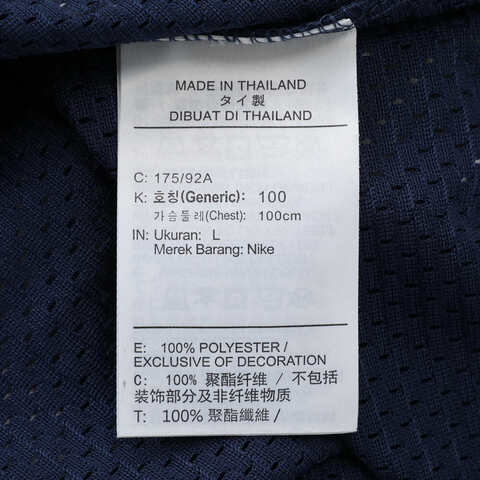 MADE IN THAILAND
タイ製
DIBUAT DI THAILAND
C: 175/92A
K: 호칭(Generic): 100
가슴둘레(Chest): 100cm
IN: Ukuran: L
Merek Barang: Nike
E: 100% POLYESTER /
EXCLUSIVE OF DECORATION
C: 100% 聚酯纤维 / 不包括
装饰部分及非纤维物质
T: 100% 聚酯纖維 /